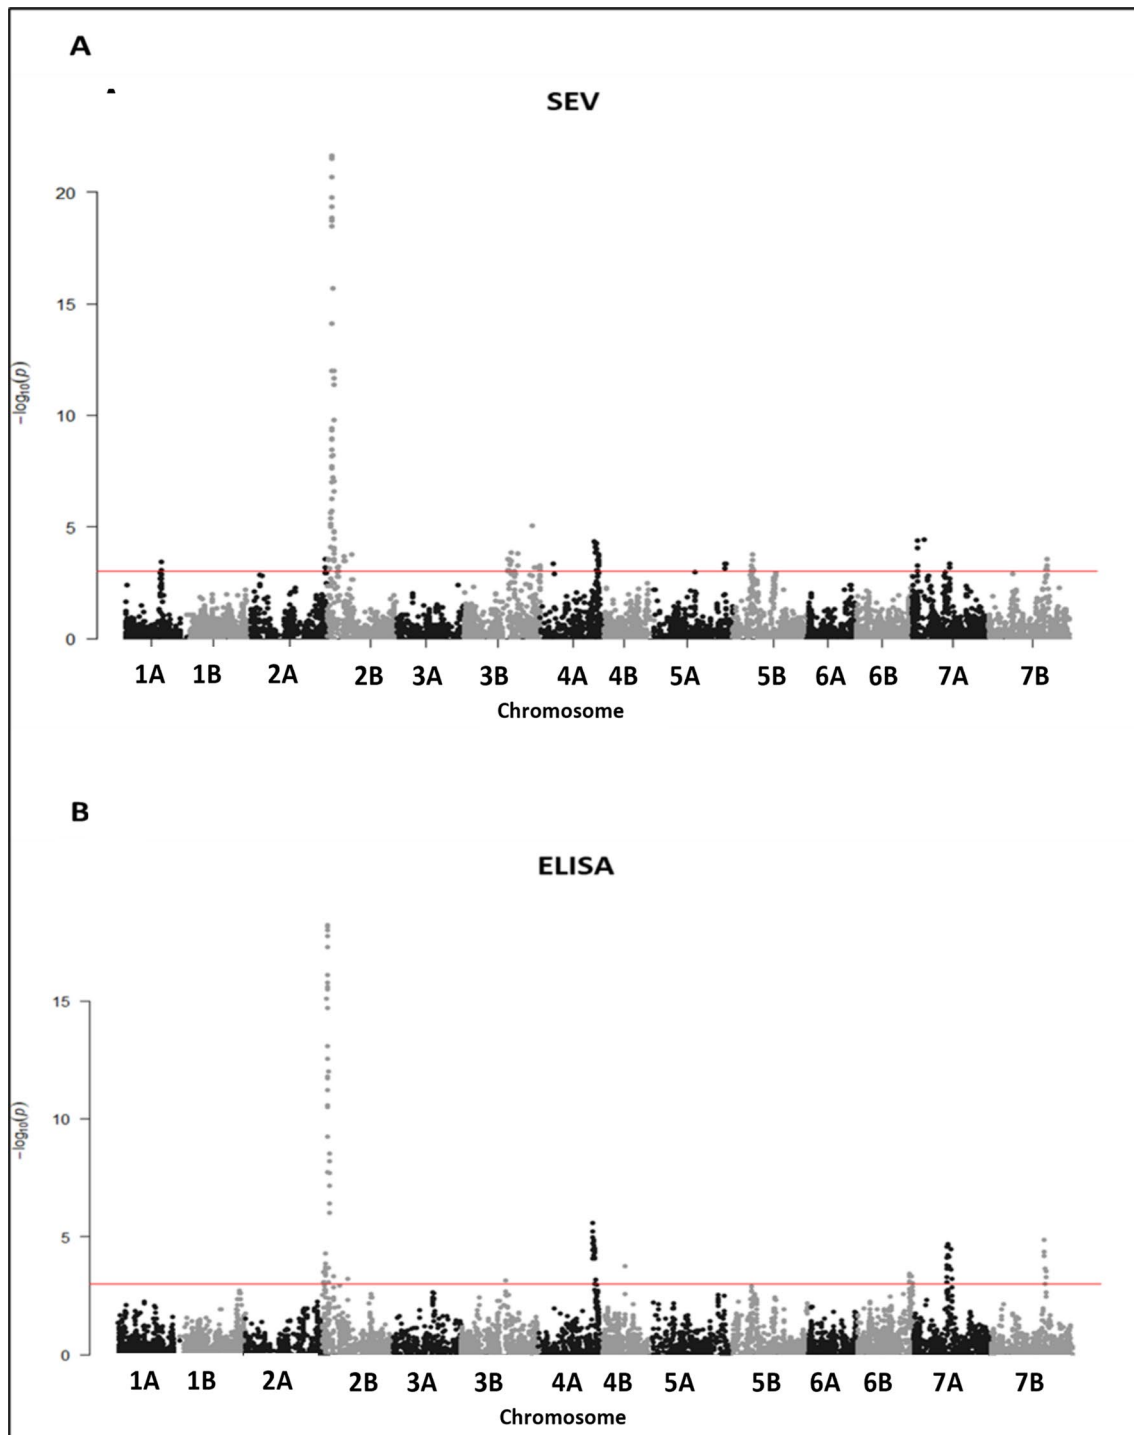 A
SEV
20
15
10
5
0
-log10(p)
1A 1B 2A 2B 3A 3B 4A 4B 5A 5B 6A 6B 7A 7B
Chromosome
B
ELISA
15
10
5
0
-log10(p)
1A 1B 2A 2B 3A 3B 4A 4B 5A 5B 6A 6B 7A 7B
Chromosome